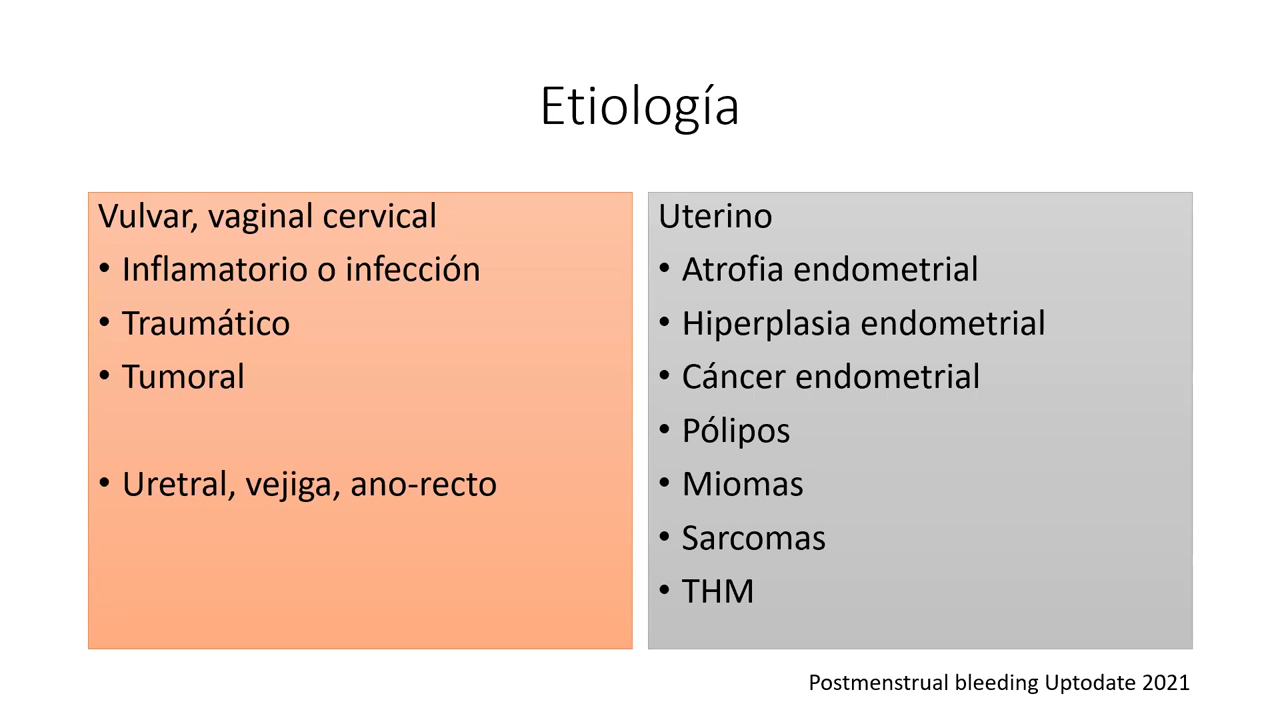 Etiología
Vulvar, vaginal cervical
• Inflamatorio o infección
• Traumático
• Tumoral
• Uretral, vejiga, ano-recto
Uterino
• Atrofia endometrial
• Hiperplasia endometrial
• Cáncer endometrial
• Pólipos
• Miomas
• Sarcomas
• THM
Postmenstrual bleeding Uptodate 2021